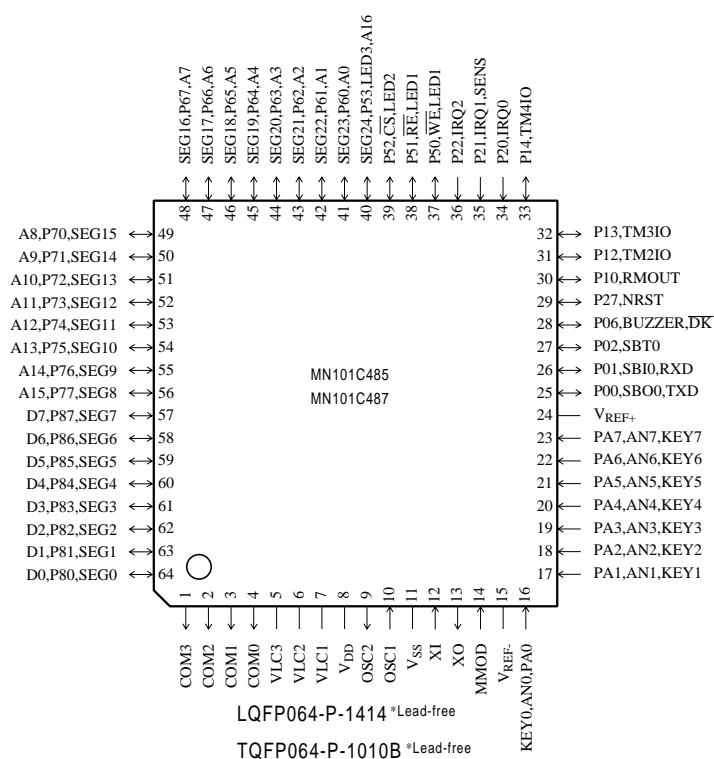 SEG16,P67,A7
SEG17,P66,A6
SEG18,P65,A5
SEG19,P64,A4
SEG20,P63,A3
SEG21,P62,A2
SEG22,P61,A1
SEG23,P60,A0
SEG24,P53,LED3,A16
P52,C̅S̅,LED2
P51,R̅E̅,LED1
P50,W̅E̅,LED1
P22,IRQ2
P21,IRQ1,SENS
P20,IRQ0
P14,TM4IO
48 47 46 45 44 43 42 41 40 39 38 37 36 35 34 33
A8,P70,SEG15 49
A9,P71,SEG14 50
A10,P72,SEG13 51
A11,P73,SEG12 52
A12,P74,SEG11 53
A13,P75,SEG10 54
A14,P76,SEG9 55
A15,P77,SEG8 56
D7,P87,SEG7 57
D6,P86,SEG6 58
D5,P85,SEG5 59
D4,P84,SEG4 60
D3,P83,SEG3 61
D2,P82,SEG2 62
D1,P81,SEG1 63
D0,P80,SEG0 64
MN101C485
MN101C487
32 P13,TM3IO
31 P12,TM2IO
30 P10,RMOUT
29 P27,NRST
28 P06,BUZZER,D̅K̅
27 P02,SBT0
26 P01,SBI0,RXD
25 P00,SBO0,TXD
24 VREF+
23 PA7,AN7,KEY7
22 PA6,AN6,KEY6
21 PA5,AN5,KEY5
20 PA4,AN4,KEY4
19 PA3,AN3,KEY3
18 PA2,AN2,KEY2
17 PA1,AN1,KEY1
1 2 3 4 5 6 7 8 9 10 11 12 13 14 15 16
COM3
COM2
COM1
COM0
VLC3
VLC2
VLC1
VDD
OSC2
OSC1
VSS
XI
XO
MMOD
VREF-
KEY0,AN0,PA0
LQFP064-P-1414 *Lead-free
TQFP064-P-1010B *Lead-free